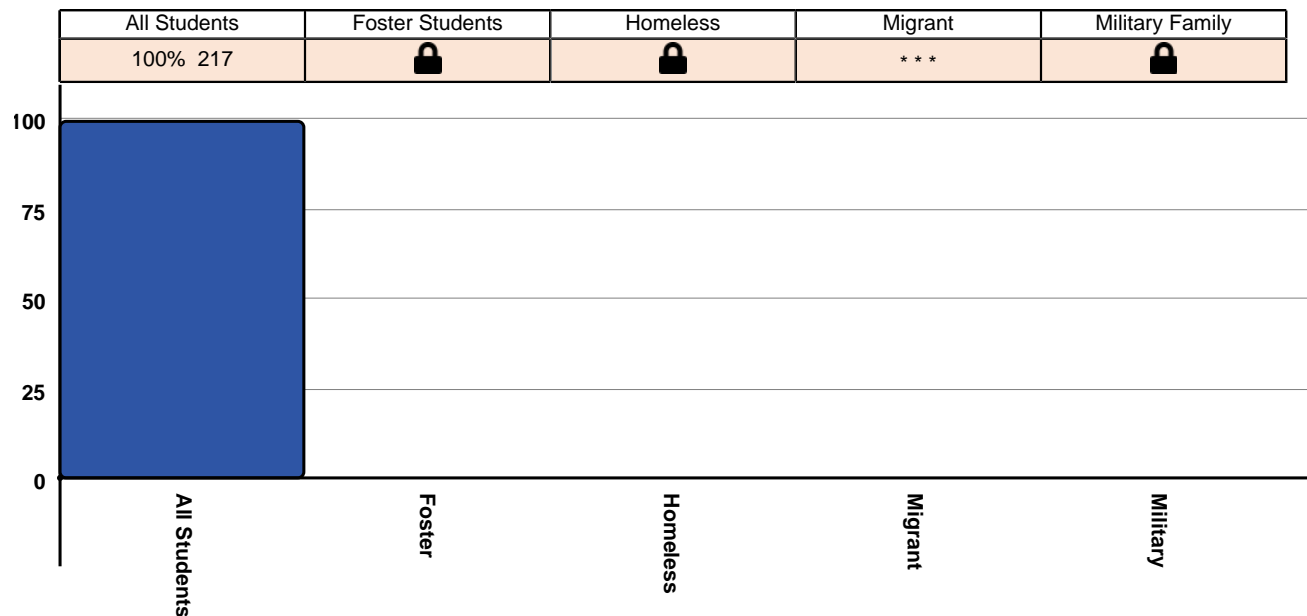 All Students Foster Students Homeless Migrant Military Family
100% 217 * * *
100
75
50
25
0
All Students
Foster
Homeless
Migrant
Military